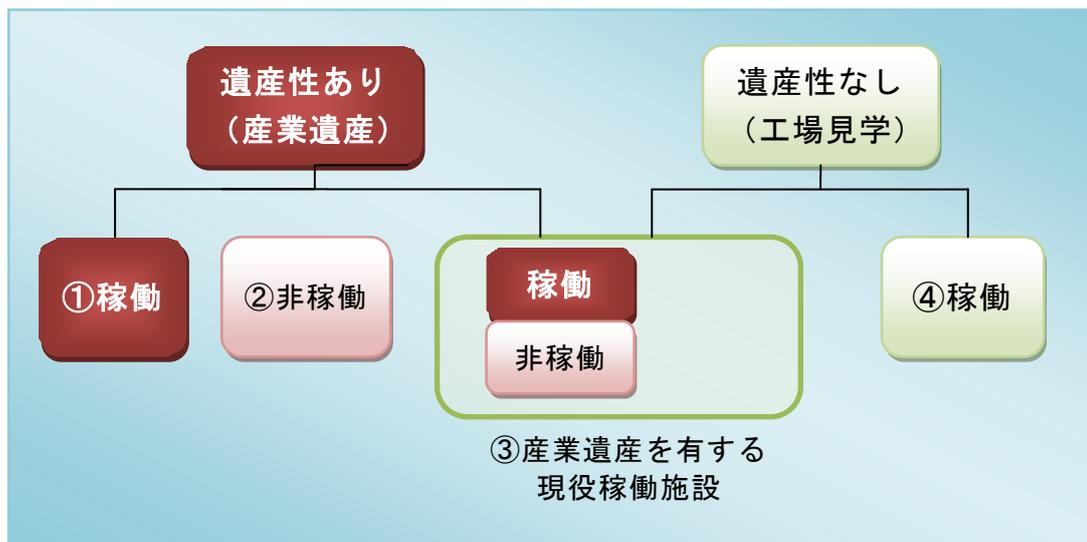 遺産性あり
（産業遺産）
遺産性なし
（工場見学）
①稼働
②非稼働
稼働
非稼働
④稼働
③産業遺産を有する
現役稼働施設